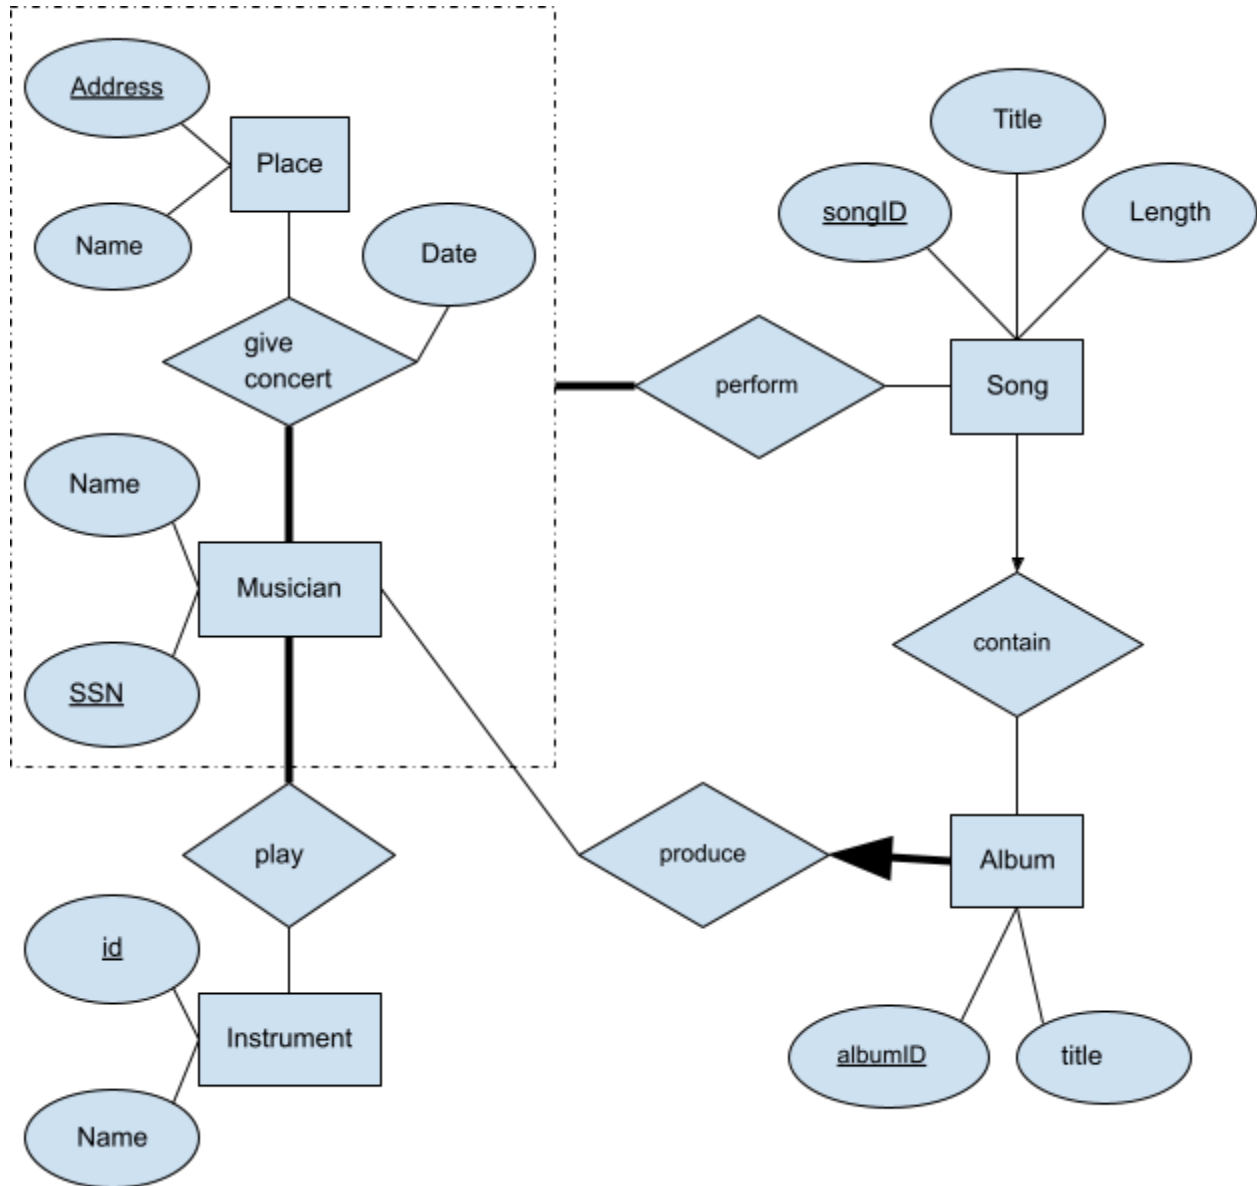 Address
Place
Name
Date
give
concert
Name
Musician
SSN
play
id
Instrument
Name
Title
songID
Length
perform
Song
contain
produce
Album
albumID
title